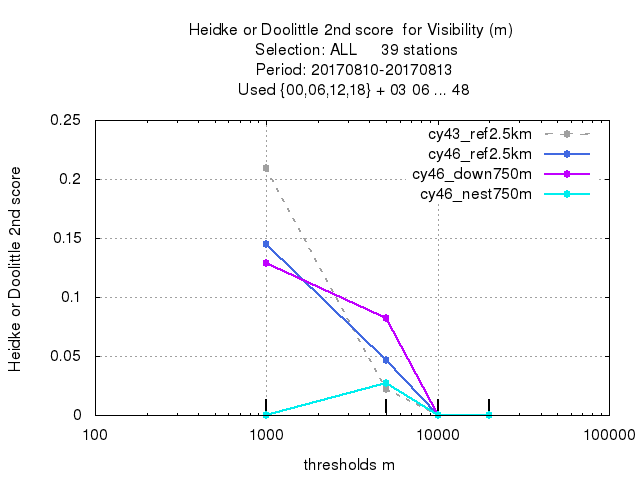 Heidke or Doolittle 2nd score  for Visibility (m)
Selection: ALL     39 stations
Period: 20170810-20170813
Used {00,06,12,18} + 03 06 ... 48
cy43_ref2.5km
cy46_ref2.5km
cy46_down750m
cy46_nest750m
Heidke or Doolittle 2nd score
0.25
0.2
0.15
0.1
0.05
0
100 1000 10000 100000
thresholds m